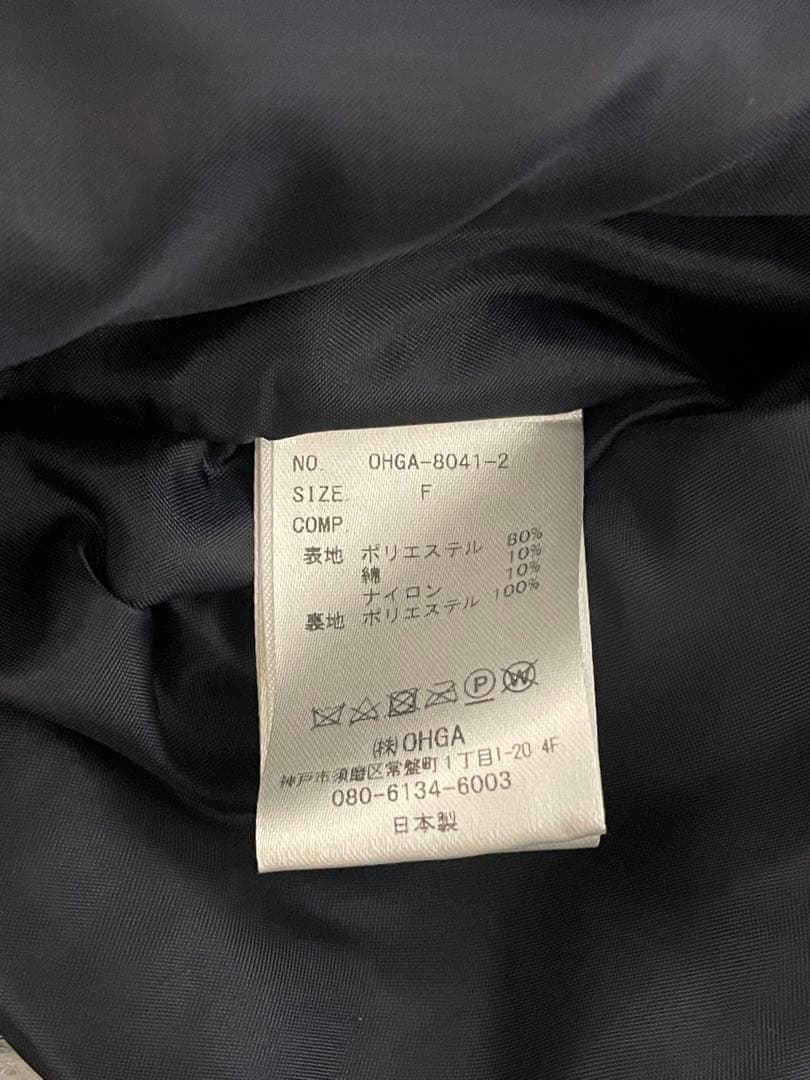 NO. OHGA-8041-2
SIZE. F
COMP.
表地 ポリエステル 80%
綿 10%
ナイロン 10%
裏地 ポリエステル 100%
P W
㈱OHGA
神戸市須磨区常盤町1丁目1-20 4F
080-6134-6003
日本製